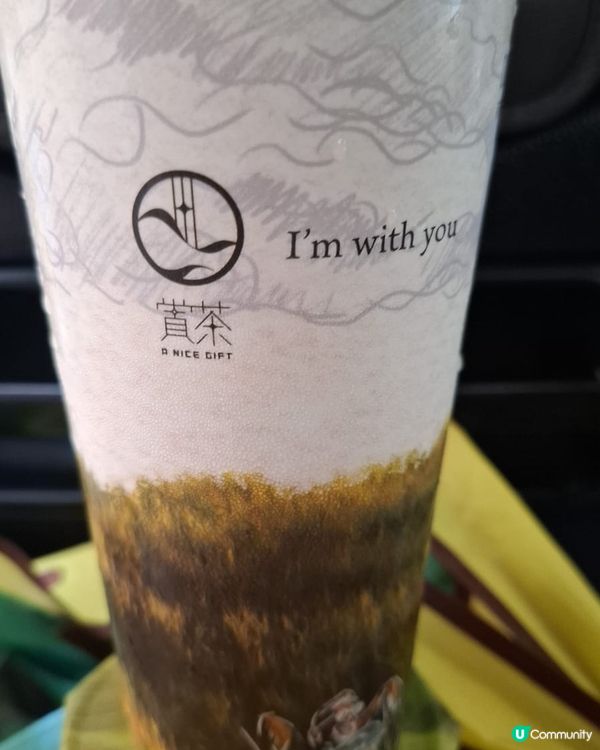 I'm with you
賞茶
A NICE GIFT
U Community